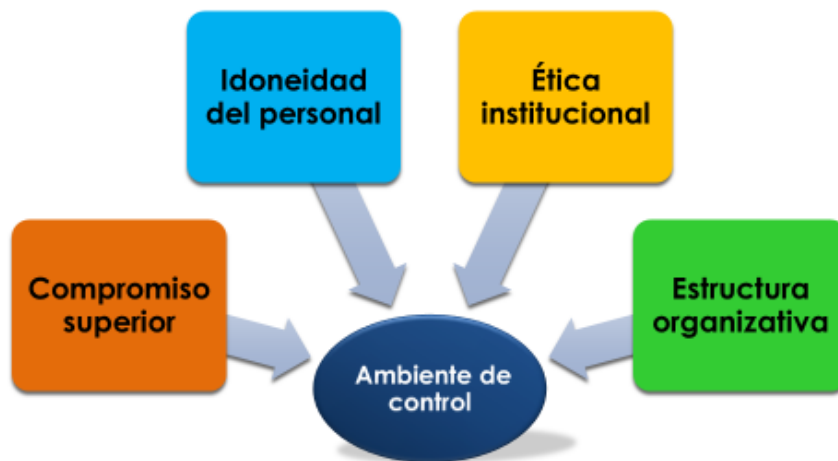 Idoneidad
del personal
Ética
institucional
Compromiso
superior
Estructura
organizativa
Ambiente de
control